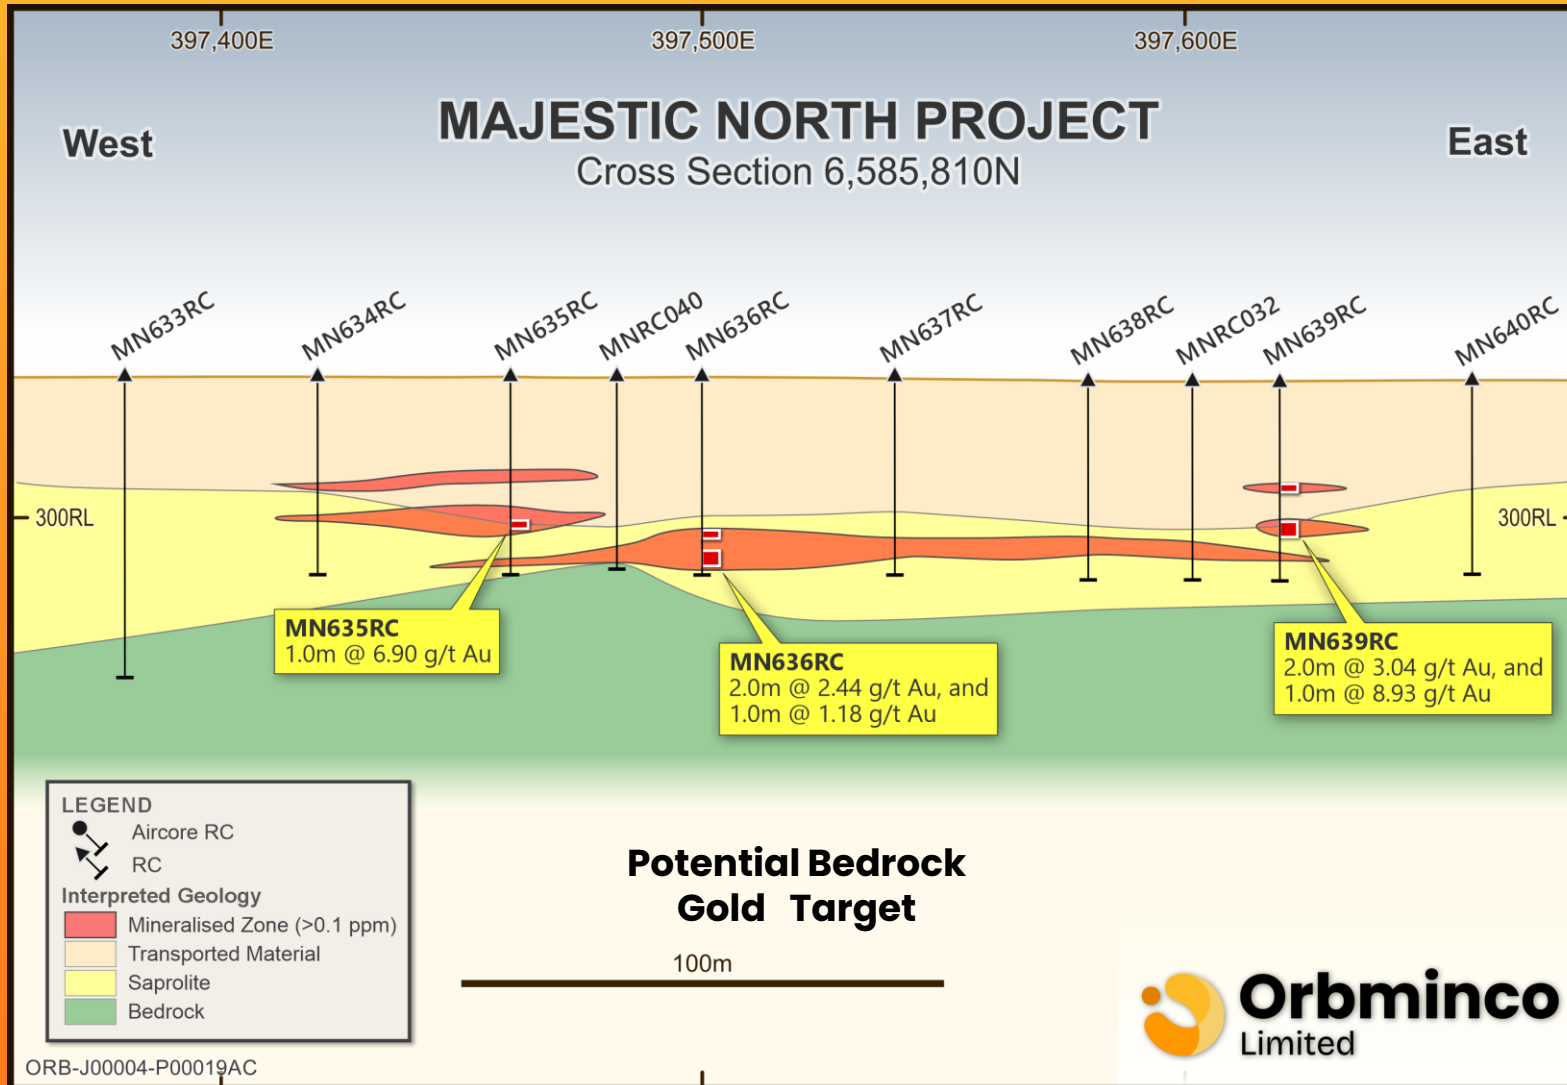 397,400E
397,500E
397,600E
MAJESTIC NORTH PROJECT
Cross Section 6,585,810N
West
East
MN633RC
MN634RC
MN635RC
MNRC040
MN636RC
MN637RC
MN638RC
MNRC032
MN639RC
MN640RC
300RL
300RL
MN635RC
1.0m @ 6.90 g/t Au
MN636RC
2.0m @ 2.44 g/t Au, and
1.0m @ 1.18 g/t Au
MN639RC
2.0m @ 3.04 g/t Au, and
1.0m @ 8.93 g/t Au
LEGEND
Aircore RC
RC
Interpreted Geology
Mineralised Zone (>0.1 ppm)
Transported Material
Saprolite
Bedrock
Potential Bedrock
Gold Target
100m
Orbminco
Limited
ORB-J00004-P00019AC